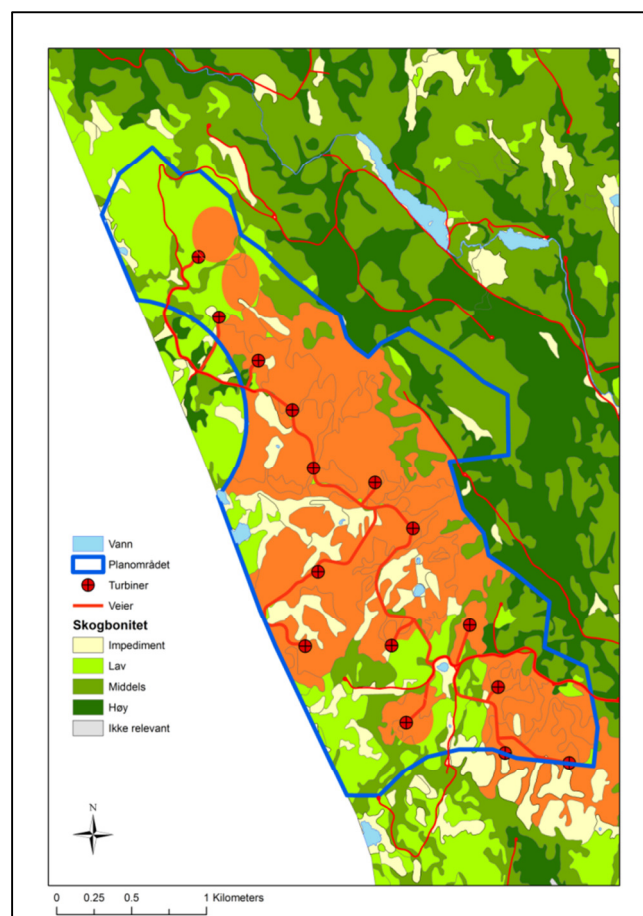 Vann
Planområdet
Turbiner
Veier
Skogbonitet
Impediment
Lav
Middels
Høy
Ikke relevant
N
0 0.25 0.5 1 Kilometers